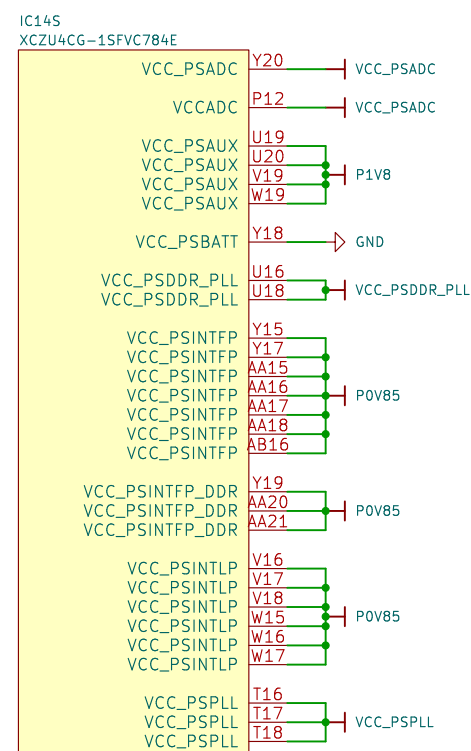 IC14S
XCZU4CG-1SFVC784E
VCC_PSADC Y20 VCC_PSADC
VCCADC P12 VCC_PSADC
VCC_PSAUX U19
VCC_PSAUX U20
P1V8
VCC_PSAUX V19
VCC_PSAUX W19
VCC_PSBATT Y18 GND
VCC_PSDDR_PLL U16
VCC_PSDDR_PLL
VCC_PSDDR_PLL U18
VCC_PSINTFP Y15
VCC_PSINTFP Y17
VCC_PSINTFP AA15
VCC_PSINTFP AA16 P0V85
VCC_PSINTFP AA17
VCC_PSINTFP AA18
VCC_PSINTFP AB16
VCC_PSINTFP_DDR Y19
VCC_PSINTFP_DDR AA20 P0V85
VCC_PSINTFP_DDR AA21
VCC_PSINTLP V16
VCC_PSINTLP V17
VCC_PSINTLP V18
P0V85
VCC_PSINTLP W15
VCC_PSINTLP W16
VCC_PSINTLP W17
VCC_PSPLL T16
VCC_PSPLL T17 VCC_PSPLL
VCC_PSPLL T18